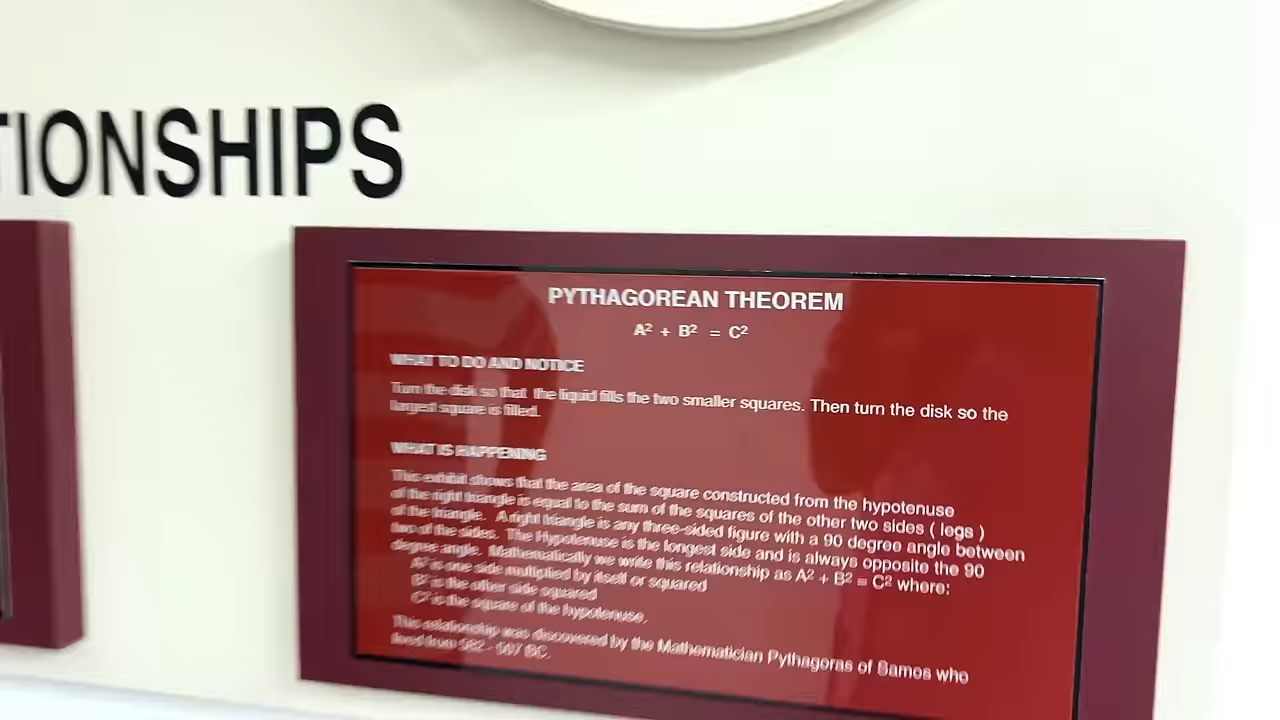 TIONSHIPS
PYTHAGOREAN THEOREM
A² + B² = C²
WHAT TO DO AND NOTICE
Turn the disk so that the liquid fills the two smaller squares. Then turn the disk so the
largest square is filled.
WHAT IS HAPPENING
This exhibit shows that the area of the square constructed from the hypotenuse
of the right triangle is equal to the sum of the squares of the other two sides ( legs )
of the triangle. A right triangle is any three-sided figure with a 90 degree angle between
two of the sides. The Hypotenuse is the longest side and is always opposite the 90
degree angle. Mathematically we write this relationship as A² + B² = C² where:
A² is one side multiplied by itself or squared
B² is the other side squared
C² is the square of the hypotenuse.
This relationship was discovered by the Mathematician Pythagoras of Samos who
lived from 582 - 507 BC.